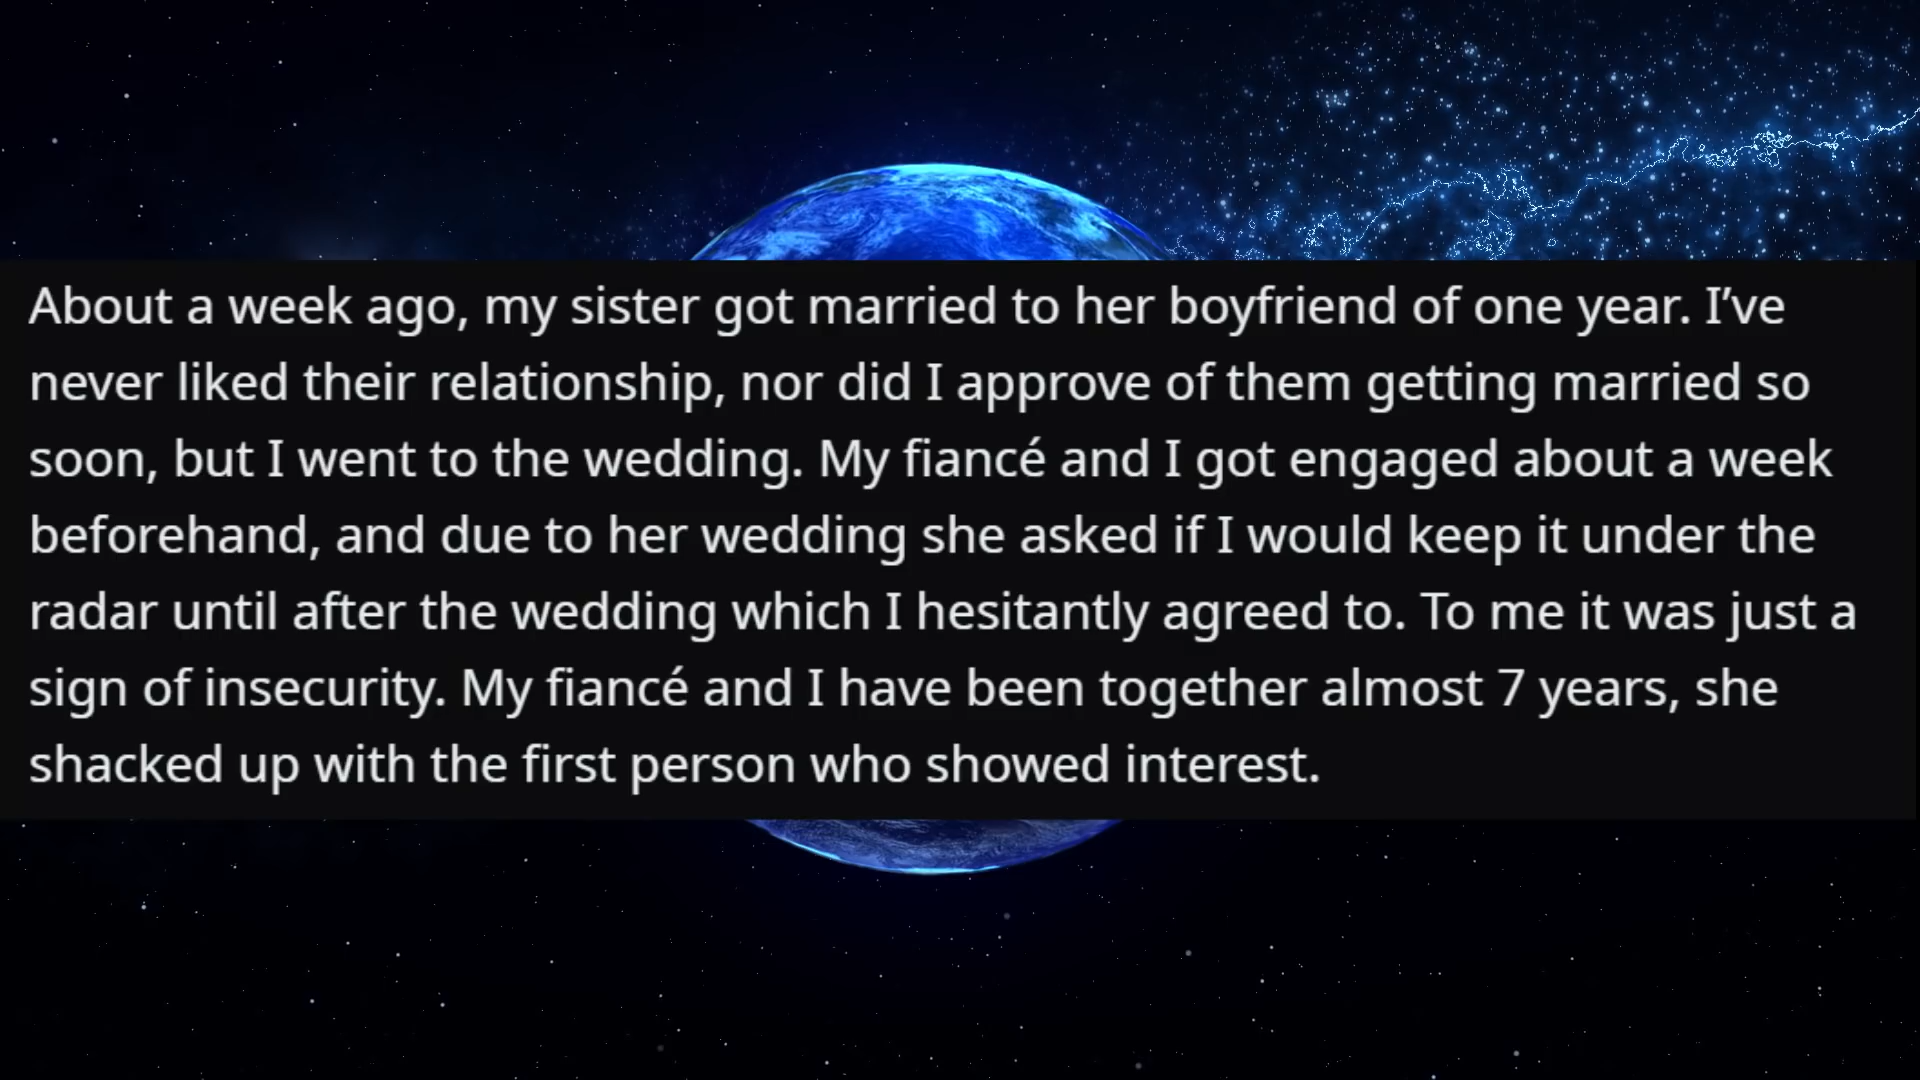 About a week ago, my sister got married to her boyfriend of one year. I’ve
never liked their relationship, nor did I approve of them getting married so
soon, but I went to the wedding. My fiancé and I got engaged about a week
beforehand, and due to her wedding she asked if I would keep it under the
radar until after the wedding which I hesitantly agreed to. To me it was just a
sign of insecurity. My fiancé and I have been together almost 7 years, she
shacked up with the first person who showed interest.